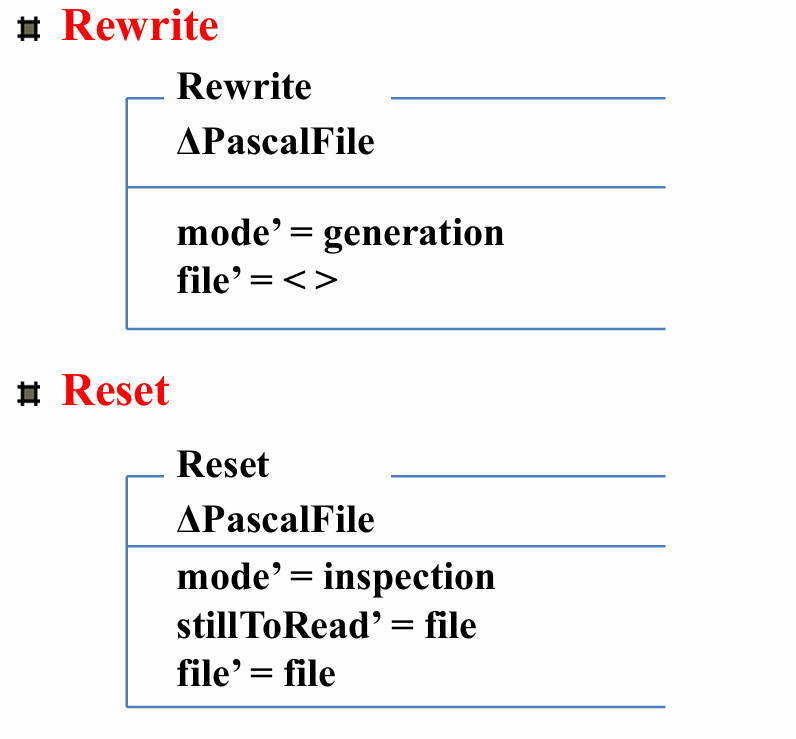 Rewrite
Rewrite
ΔPascalFile
mode’ = generation
file’ = < >
Reset
Reset
ΔPascalFile
mode’ = inspection
stillToRead’ = file
file’ = file